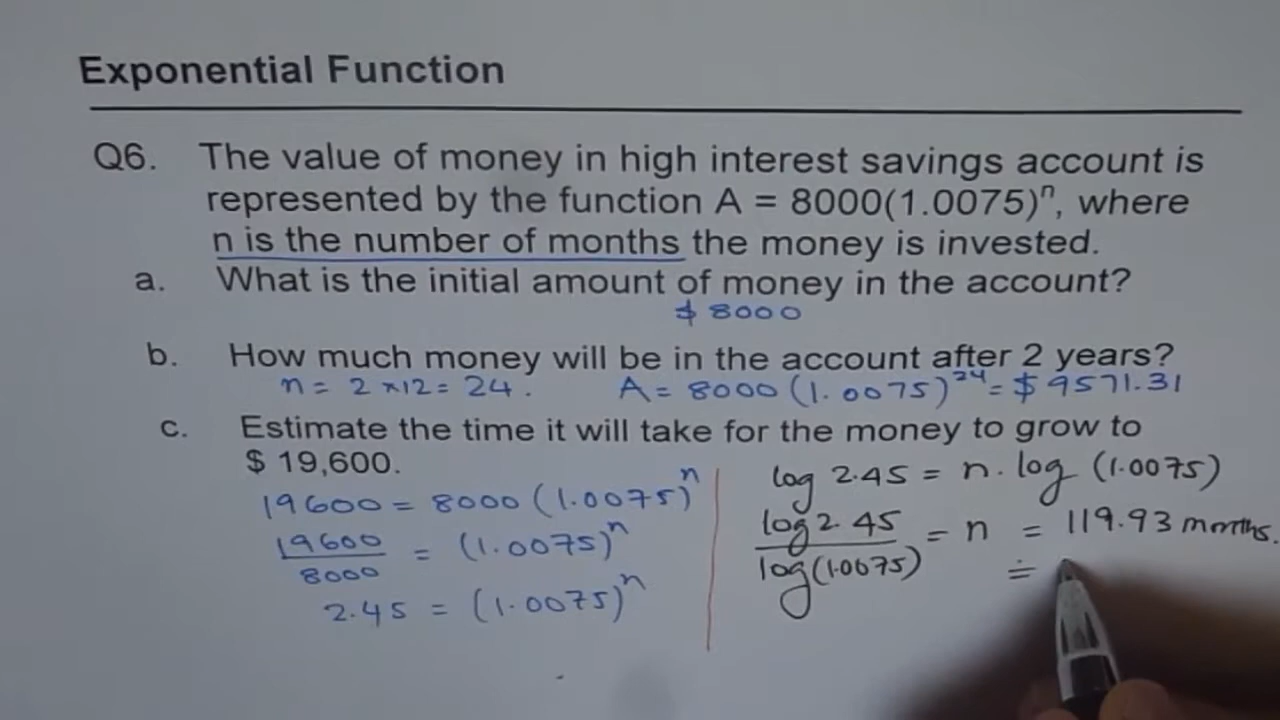 Exponential Function
Q6. The value of money in high interest savings account is
represented by the function A = 8000(1.0075)ⁿ, where
n is the number of months the money is invested.
a. What is the initial amount of money in the account?
$ 8000
b. How much money will be in the account after 2 years?
n = 2 × 12 = 24. A = 8000 (1.0075)²⁴ = $ 9571.31
c. Estimate the time it will take for the money to grow to
$ 19,600.
19600 = 8000 (1.0075)ⁿ
19600
8000
= (1.0075)ⁿ
2.45 = (1.0075)ⁿ
log 2.45 = n. log (1.0075)
log 2.45
log (1.0075)
= n = 119.93 months.
≐